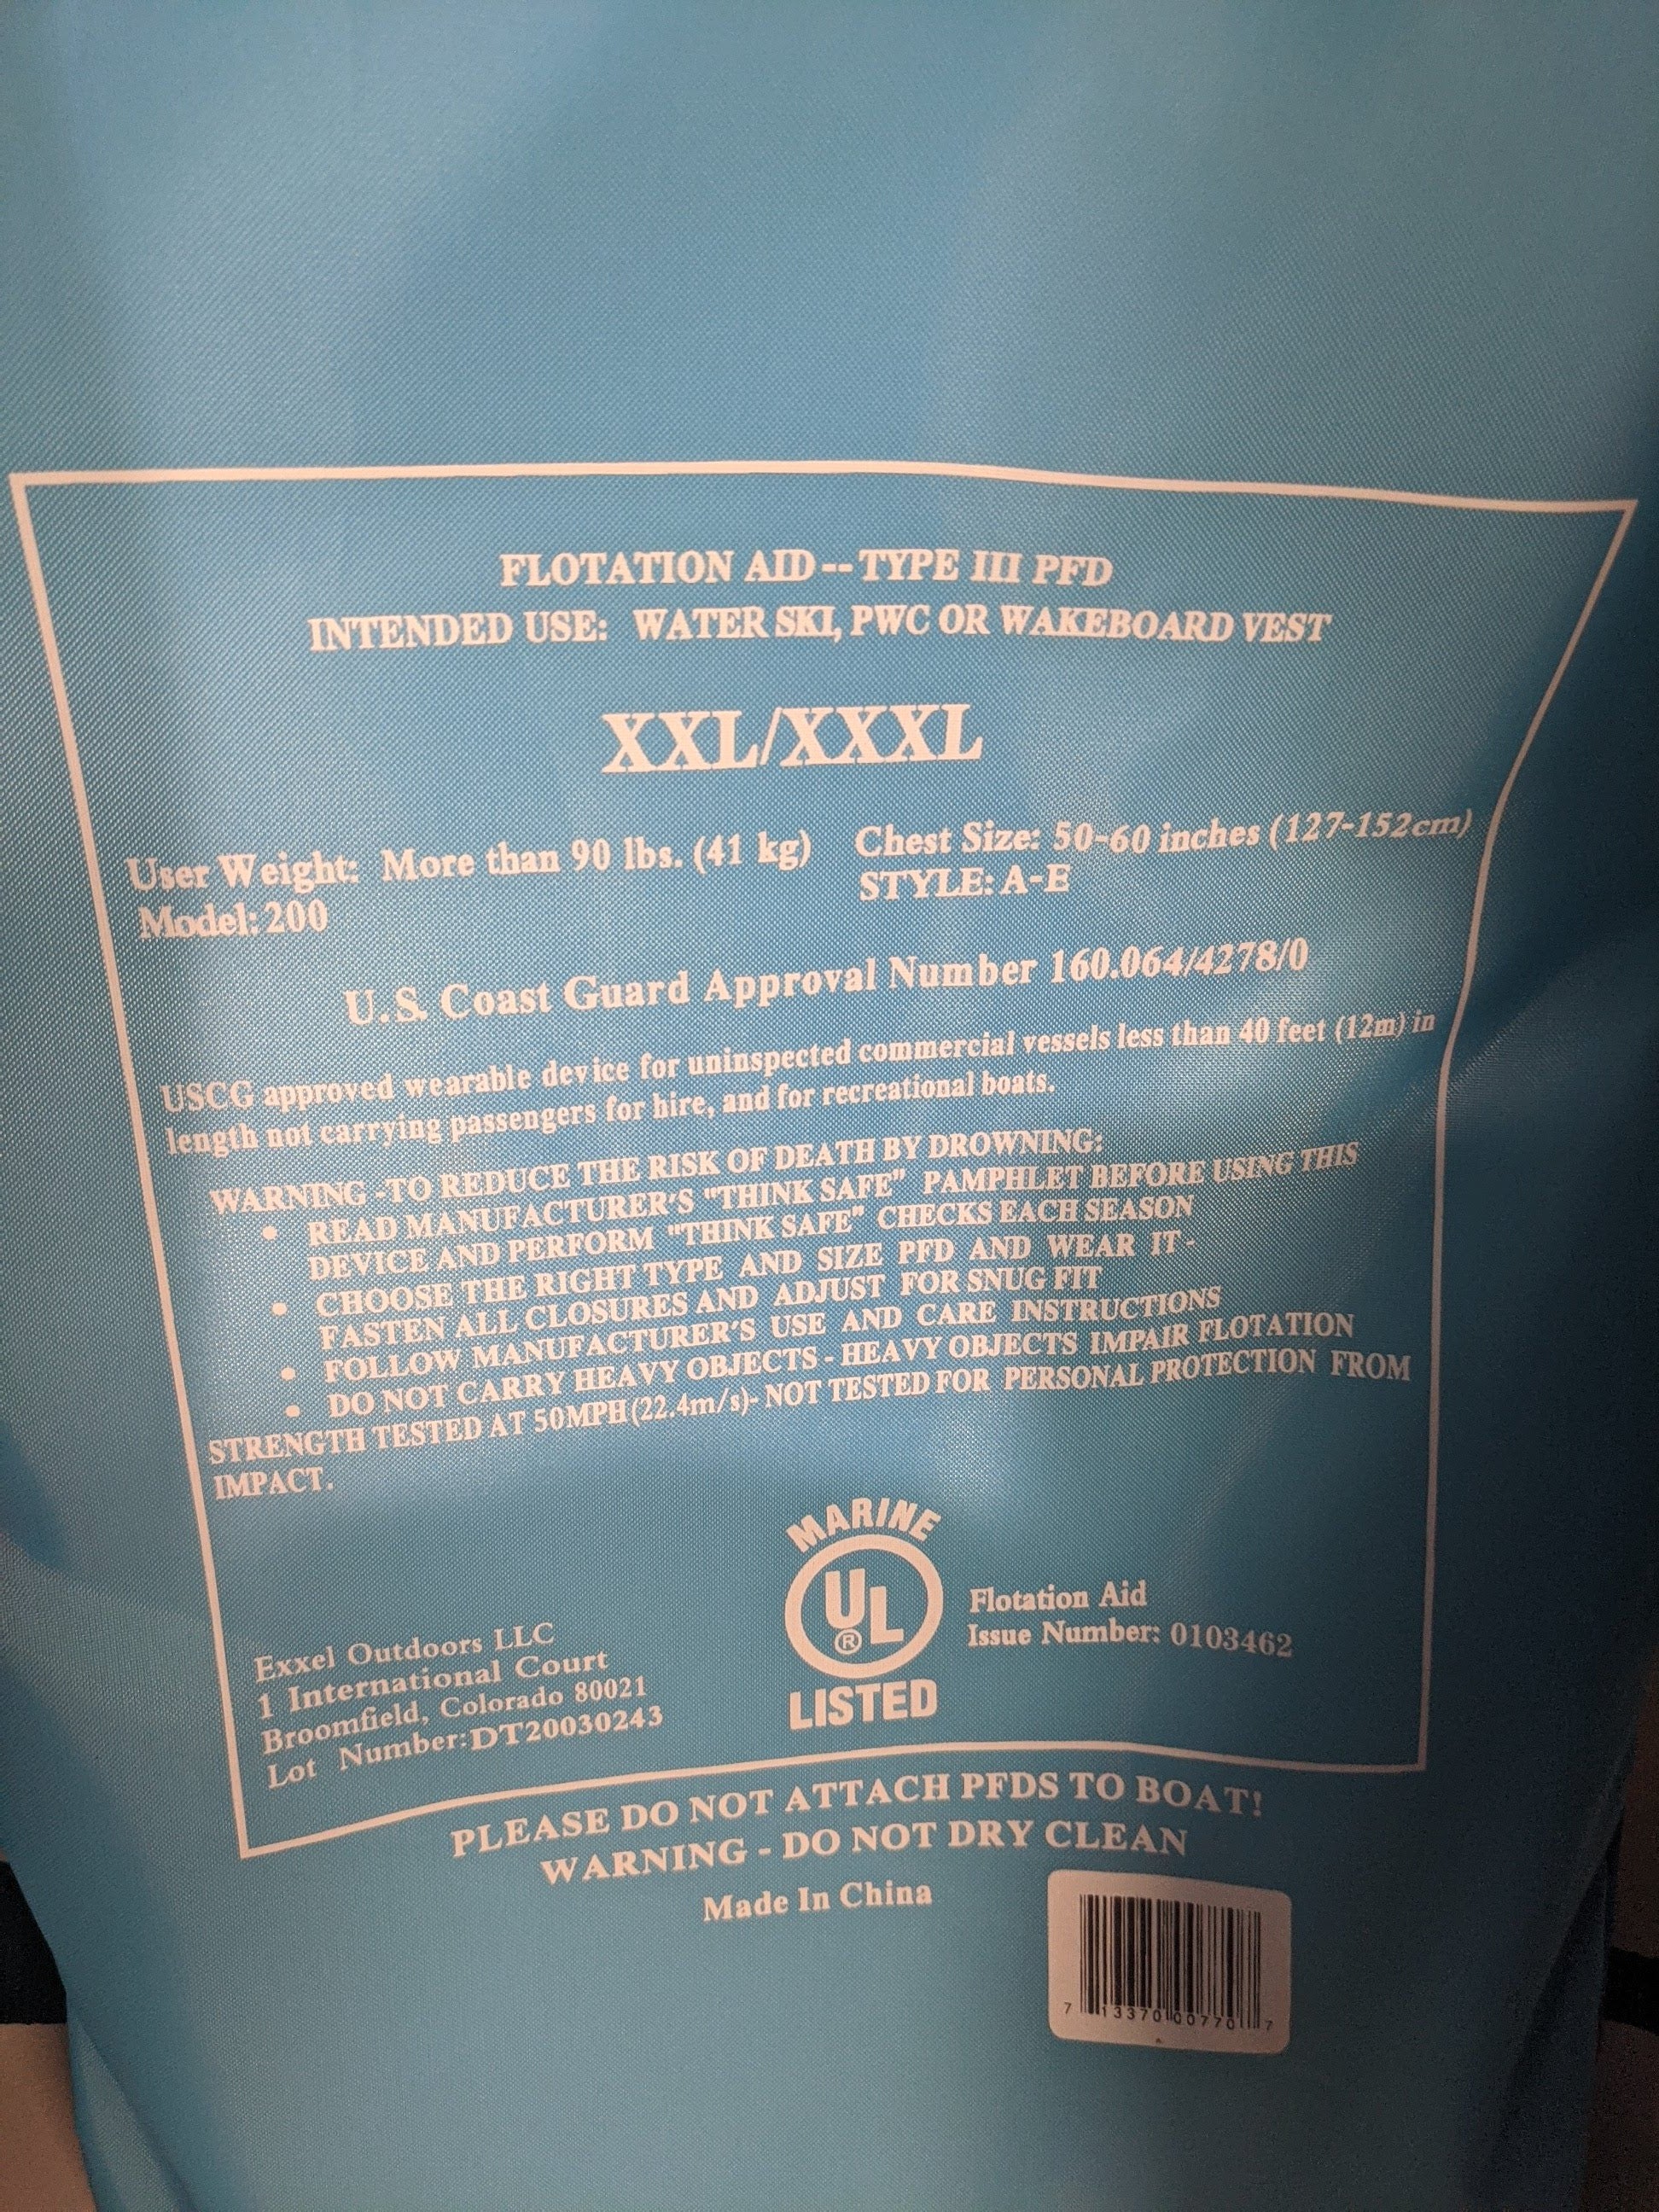 FLOTATION AID--TYPE III PFD
INTENDED USE: WATER SKI, PWC OR WAKEBOARD VEST
XXL/XXXL
User Weight: More than 90 lbs. (41 kg) Chest Size: 50-60 inches (127-152cm)
Model: 200 STYLE: A-E
U.S. Coast Guard Approval Number 160.064/4278/0
USCG approved wearable device for uninspected commercial vessels less than 40 feet (12m) in
length not carrying passengers for hire, and for recreational boats.
WARNING -TO REDUCE THE RISK OF DEATH BY DROWNING:
• READ MANUFACTURER'S "THINK SAFE" PAMPHLET BEFORE USING THIS
DEVICE AND PERFORM "THINK SAFE" CHECKS EACH SEASON
• CHOOSE THE RIGHT TYPE AND SIZE PFD AND WEAR IT-
FASTEN ALL CLOSURES AND ADJUST FOR SNUG FIT
• FOLLOW MANUFACTURER'S USE AND CARE INSTRUCTIONS
• DO NOT CARRY HEAVY OBJECTS - HEAVY OBJECTS IMPAIR FLOTATION
STRENGTH TESTED AT 50MPH (22.4m/s)- NOT TESTED FOR PERSONAL PROTECTION FROM
IMPACT.
MARINE
UL
®
LISTED
Flotation Aid
Issue Number: 0103462
Exxel Outdoors LLC
1 International Court
Broomfield, Colorado 80021
Lot Number:DT20030243
PLEASE DO NOT ATTACH PFDS TO BOAT!
WARNING - DO NOT DRY CLEAN
Made In China
7 13370 00770 7